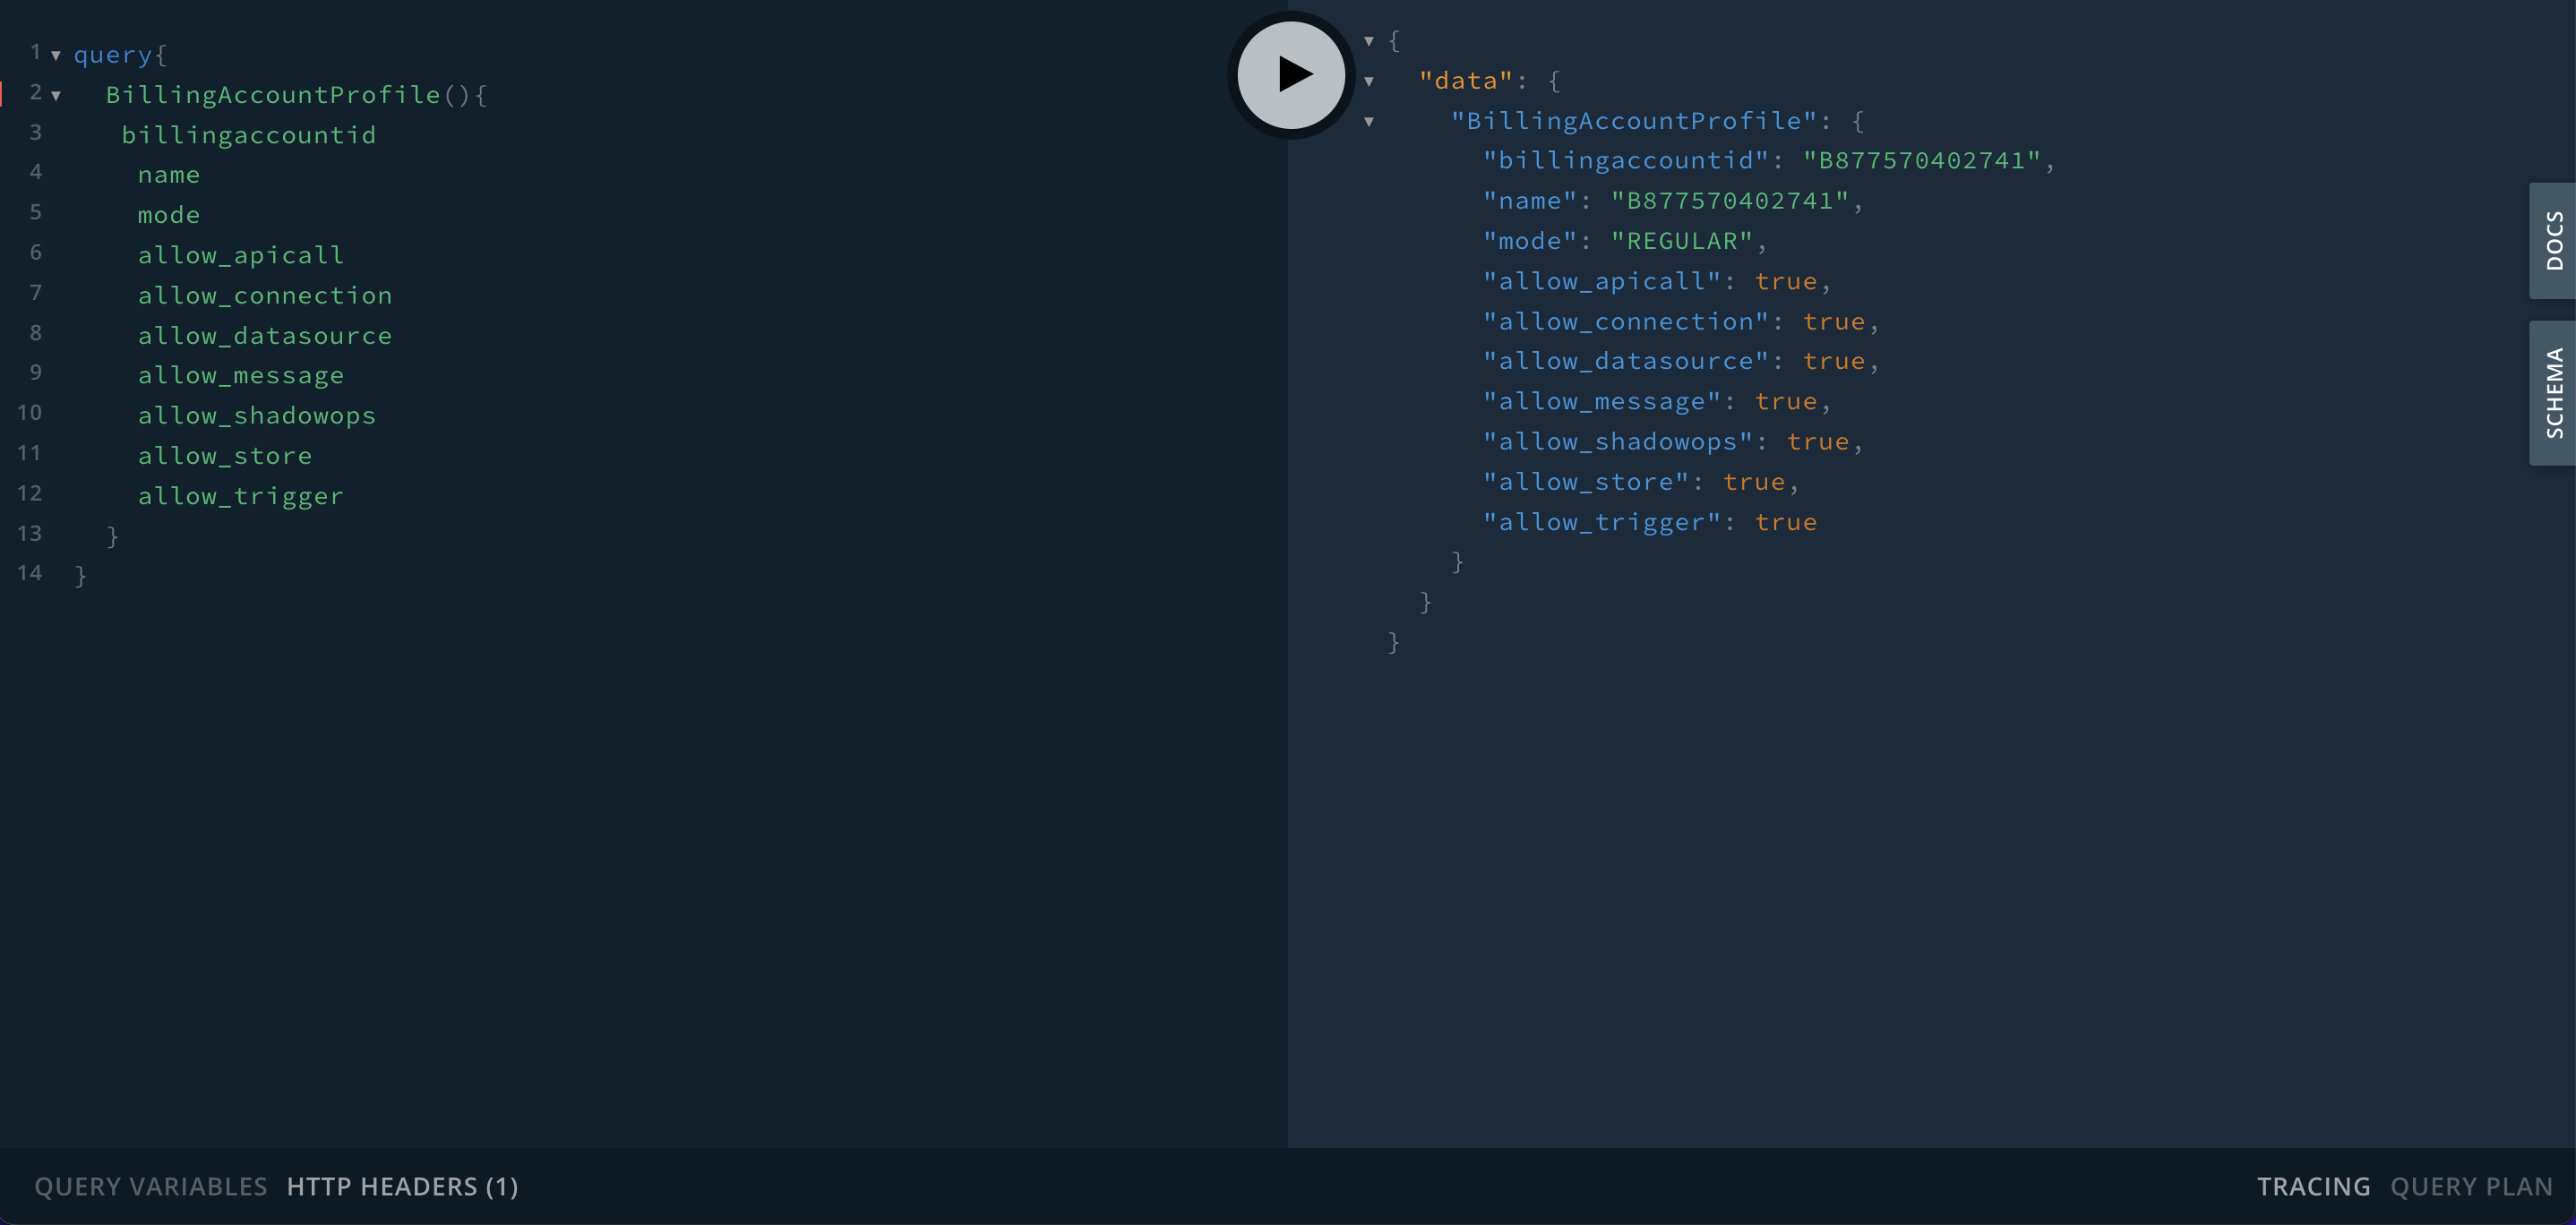 1 query{
2 BillingAccountProfile(){
3 billingaccountid
4 name
5 mode
6 allow_apicall
7 allow_connection
8 allow_datasource
9 allow_message
10 allow_shadowops
11 allow_store
12 allow_trigger
13 }
14 }
{
"data": {
"BillingAccountProfile": {
"billingaccountid": "B877570402741",
"name": "B877570402741",
"mode": "REGULAR",
"allow_apicall": true,
"allow_connection": true,
"allow_datasource": true,
"allow_message": true,
"allow_shadowops": true,
"allow_store": true,
"allow_trigger": true
}
}
}
DOCS
SCHEMA
QUERY VARIABLES HTTP HEADERS (1)
TRACING QUERY PLAN